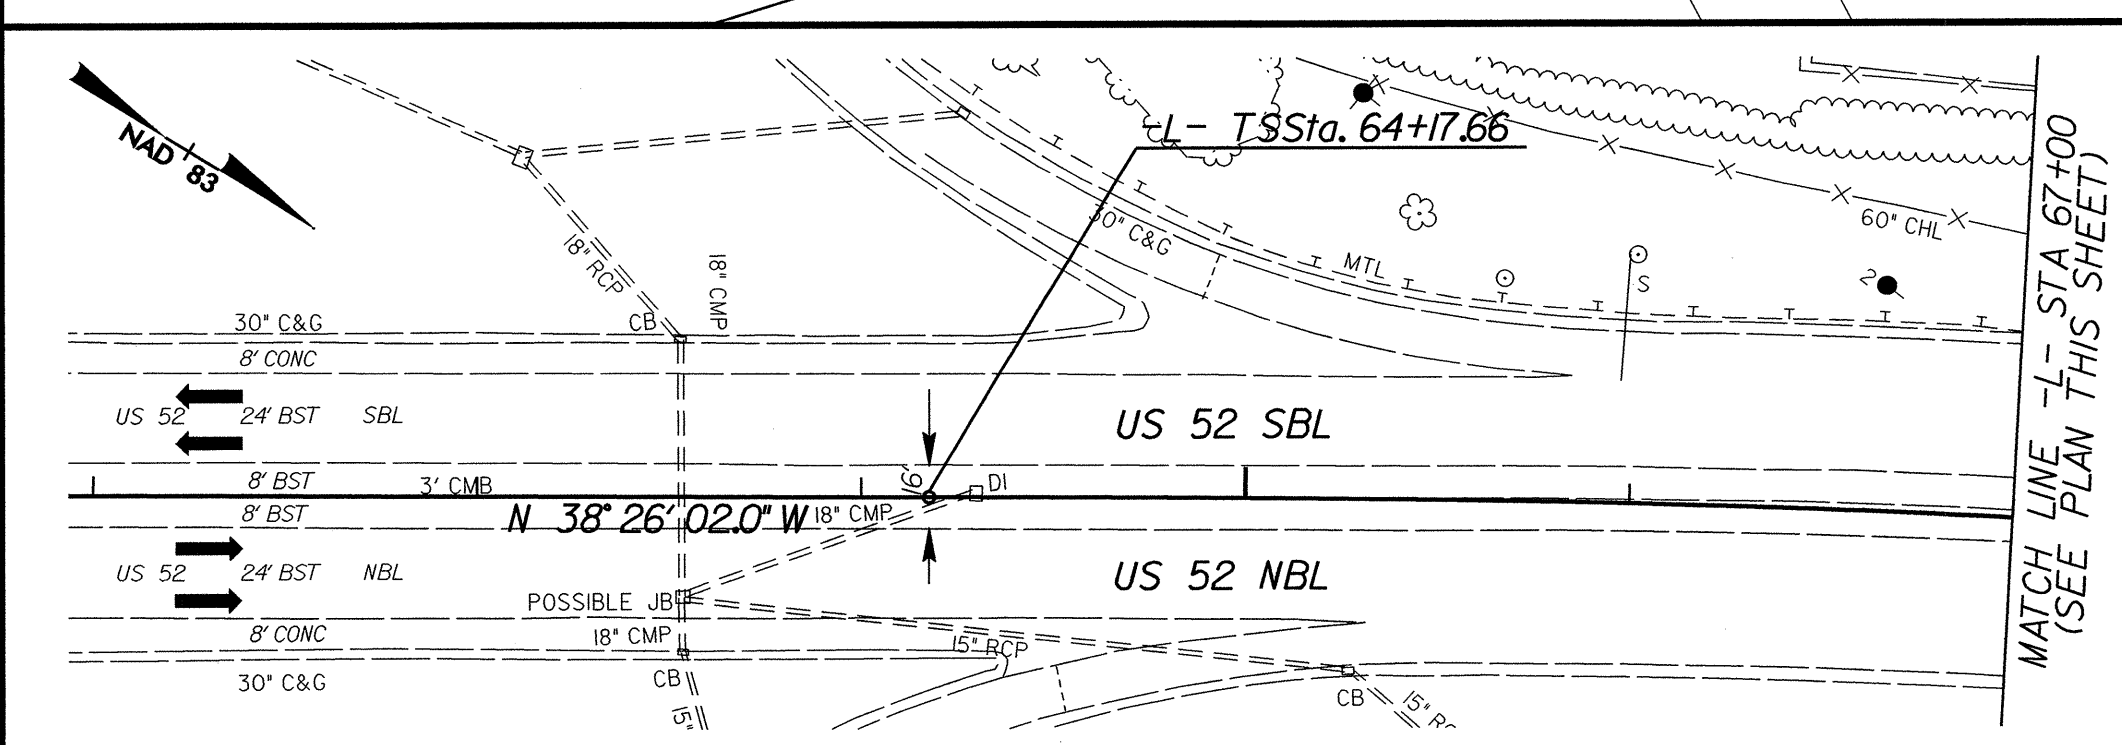 NAD 83
-L- TSSta. 64+17.66
30" C&G
MTL
60" CHL
S
2
18" RCP
18" CMP
30" C&G
CB
8' CONC
US 52
24' BST
SBL
US 52 SBL
8' BST
3' CMB
19'
DI
8' BST
N 38° 26' 02.0" W
18" CMP
US 52
24' BST
NBL
US 52 NBL
POSSIBLE JB
8' CONC
18" CMP
15" RCP
30" C&G
CB
15"
CB
MATCH LINE -L- STA 67+00
(SEE PLAN THIS SHEET)